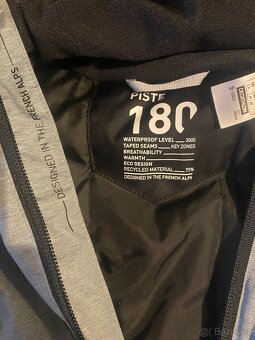 PISTE
180
WATERPROOF LEVEL 3000
TAPED SEAMS KEY ZONES
BREATHABILITY
WARMTH
ECO DESIGN
RECYCLED MATERIAL 75%
DESIGNED IN THE FRENCH ALPS
DESIGNED IN THE FRENCH ALPS